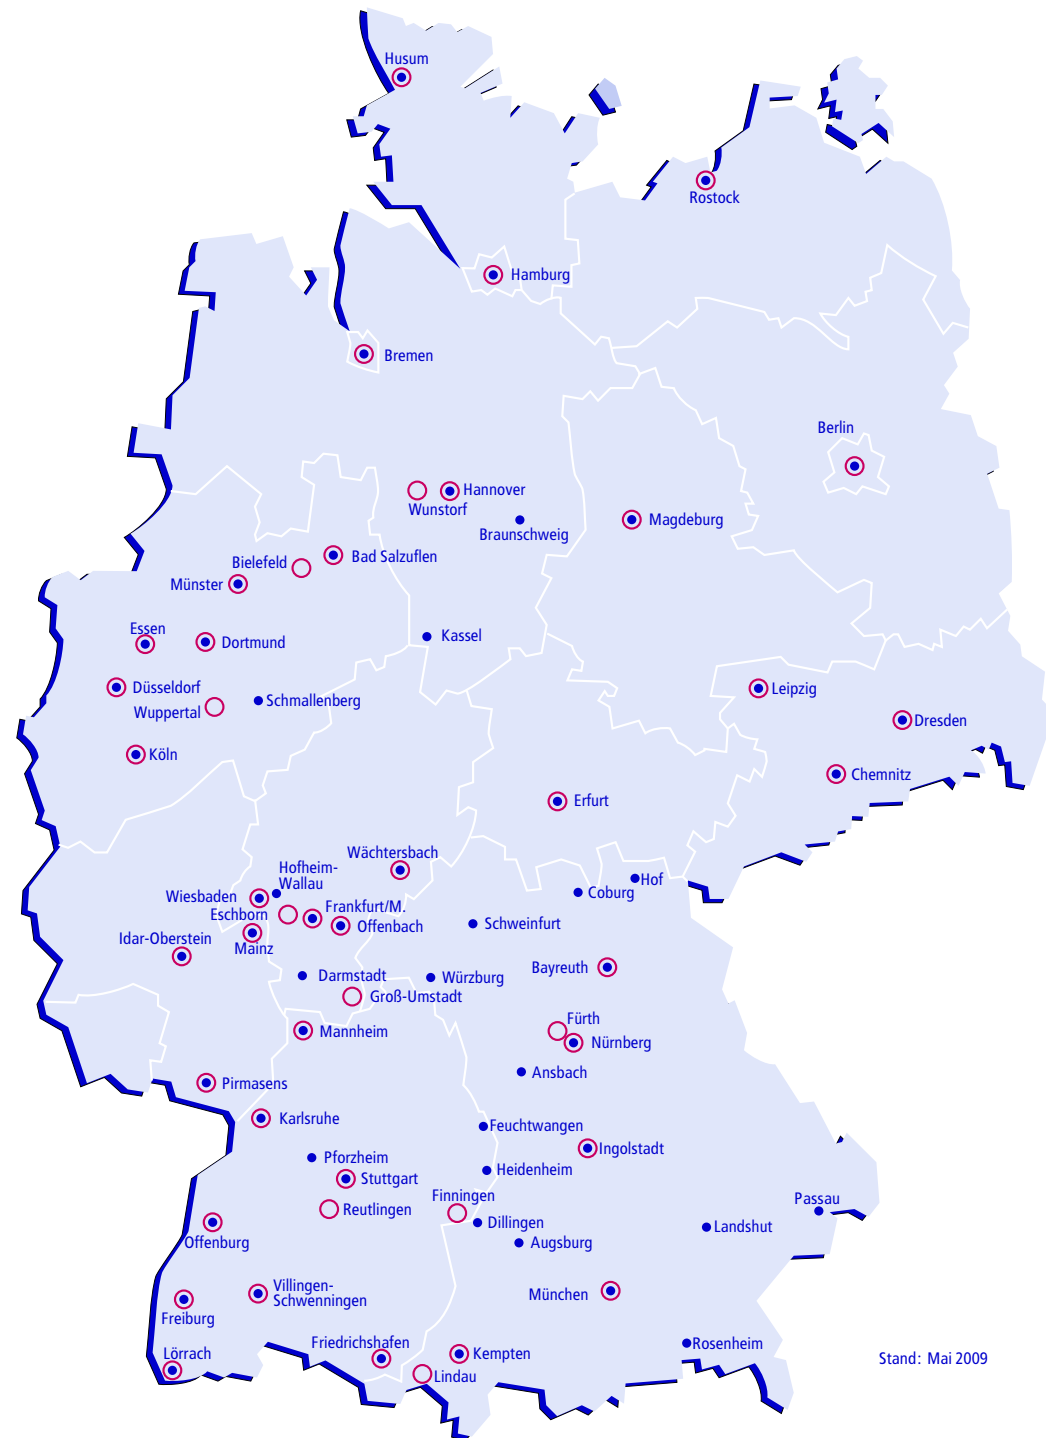 Husum
Rostock
Hamburg
Bremen
Berlin
Hannover
Wunstorf
Braunschweig
Magdeburg
Bad Salzuflen
Bielefeld
Münster
Essen
Dortmund
Kassel
Düsseldorf
Wuppertal
Schmallenberg
Leipzig
Dresden
Köln
Chemnitz
Erfurt
Wächtersbach
Hofheim-
Wallau
Hof
Coburg
Wiesbaden
Eschborn
Frankfurt/M.
Offenbach
Schweinfurt
Idar-Oberstein
Mainz
Bayreuth
Darmstadt
Würzburg
Groß-Umstadt
Fürth
Mannheim
Nürnberg
Ansbach
Pirmasens
Karlsruhe
Feuchtwangen
Ingolstadt
Pforzheim
Heidenheim
Stuttgart
Finningen
Passau
Reutlingen
Dillingen
Landshut
Offenburg
Augsburg
Villingen-
Schwenningen
München
Freiburg
Friedrichshafen
Rosenheim
Lörrach
Kempten
Lindau
Stand: Mai 2009